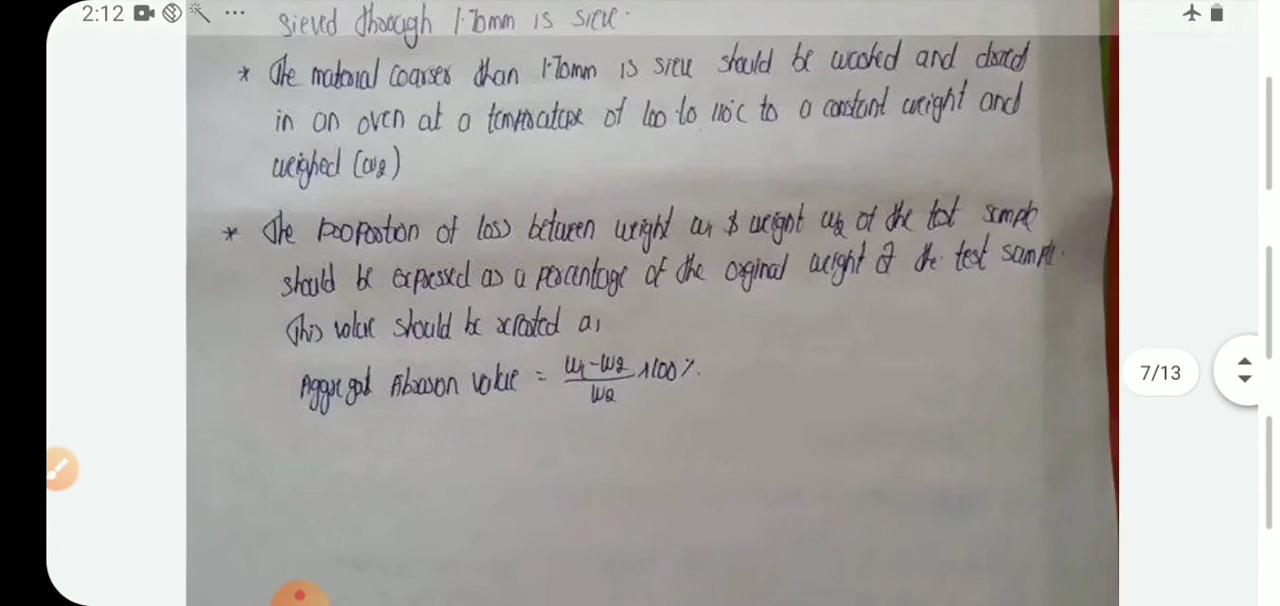 2:12
sieved through 1.70mm is sieve.
* The material coarser than 1.70mm is sieve should be washed and dried
in an oven at a temperature of 100 to 110°c to a constant weight and
weighed (w2)
* The proportion of loss between weight w1 & weight w2 of the test sample
should be expressed as a percentage of the orginal weight of the test sample.
This value should be reported as
Aggregat Abrasion value = w1-w2/w2 x100%.
7/13